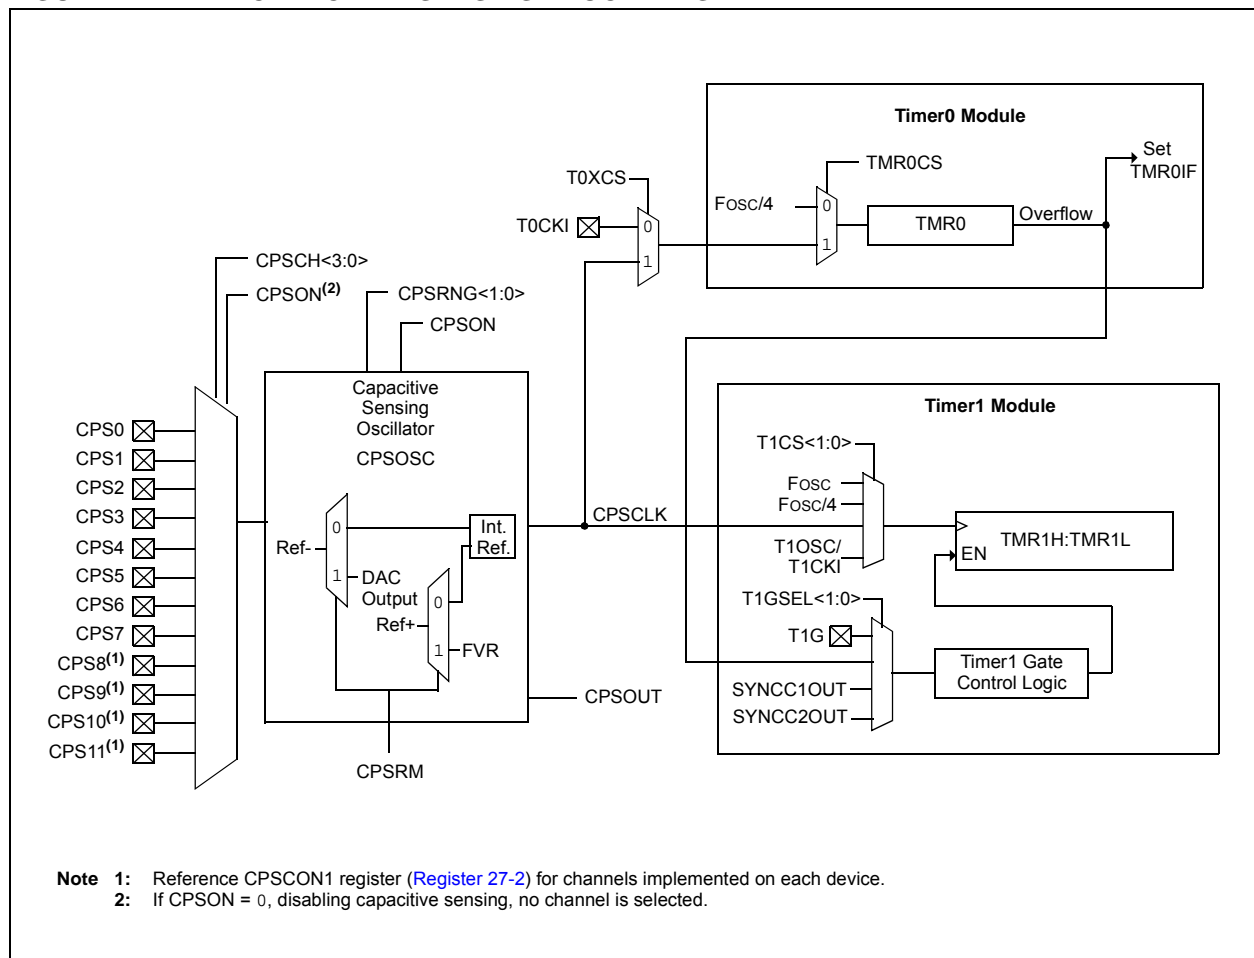 Timer0 Module
Set
TMR0IF
TMR0CS
T0XCS
FOSC/4
0
TMR0
Overflow
T0CKI
0
1
1
CPSCH<3:0>
CPSON(2)
CPSRNG<1:0>
CPSON
Capacitive
Sensing
Oscillator
CPSOSC
Timer1 Module
CPS0
CPS1
CPS2
CPS3
CPS4
CPS5
CPS6
CPS7
CPS8(1)
CPS9(1)
CPS10(1)
CPS11(1)
0
Ref-
1
DAC
Output
Int.
Ref.
0
Ref+
1
FVR
CPSCLK
CPSOUT
CPSRM
T1CS<1:0>
FOSC
FOSC/4
T1OSC/
T1CKI
TMR1H:TMR1L
EN
T1GSEL<1:0>
T1G
SYNCC1OUT
SYNCC2OUT
Timer1 Gate
Control Logic
Note 1: Reference CPSCON1 register (Register 27-2) for channels implemented on each device.
2: If CPSON = 0, disabling capacitive sensing, no channel is selected.